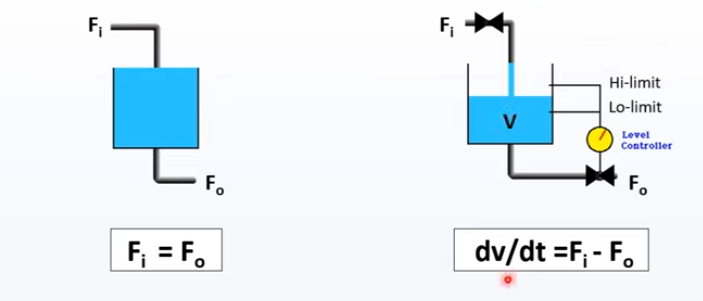 Fi
Fo
Fi = Fo
Fi
Hi-limit
Lo-limit
V
Level
Controller
Fo
dv/dt =Fi - Fo